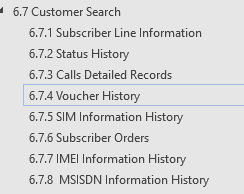 6.7 Customer Search
6.7.1 Subscriber Line Information
6.7.2 Status History
6.7.3 Calls Detailed Records
6.7.4 Voucher History
6.7.5 SIM Information History
6.7.6 Subscriber Orders
6.7.7 IMEI Information History
6.7.8 MSISDN Information History